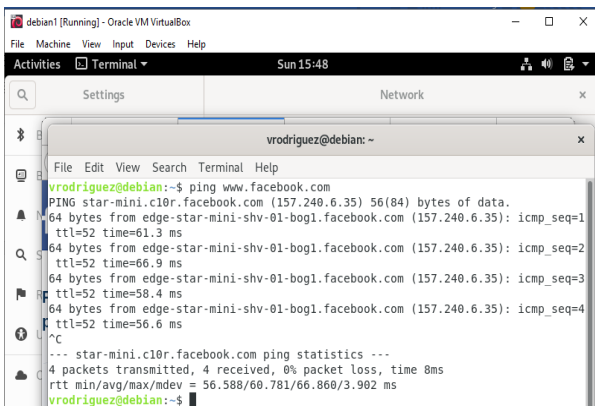 debian1 [Running] - Oracle VM VirtualBox
File Machine View Input Devices Help
Activities Terminal Sun 15:48
Settings Network
vrodriguez@debian: ~
File Edit View Search Terminal Help
vrodriguez@debian:~$ ping www.facebook.com
PING star-mini.c10r.facebook.com (157.240.6.35) 56(84) bytes of data.
64 bytes from edge-star-mini-shv-01-bog1.facebook.com (157.240.6.35): icmp_seq=1
ttl=52 time=61.3 ms
64 bytes from edge-star-mini-shv-01-bog1.facebook.com (157.240.6.35): icmp_seq=2
ttl=52 time=66.9 ms
64 bytes from edge-star-mini-shv-01-bog1.facebook.com (157.240.6.35): icmp_seq=3
ttl=52 time=58.4 ms
64 bytes from edge-star-mini-shv-01-bog1.facebook.com (157.240.6.35): icmp_seq=4
ttl=52 time=56.6 ms
^C
--- star-mini.c10r.facebook.com ping statistics ---
4 packets transmitted, 4 received, 0% packet loss, time 8ms
rtt min/avg/max/mdev = 56.588/60.781/66.860/3.902 ms
vrodriguez@debian:~$